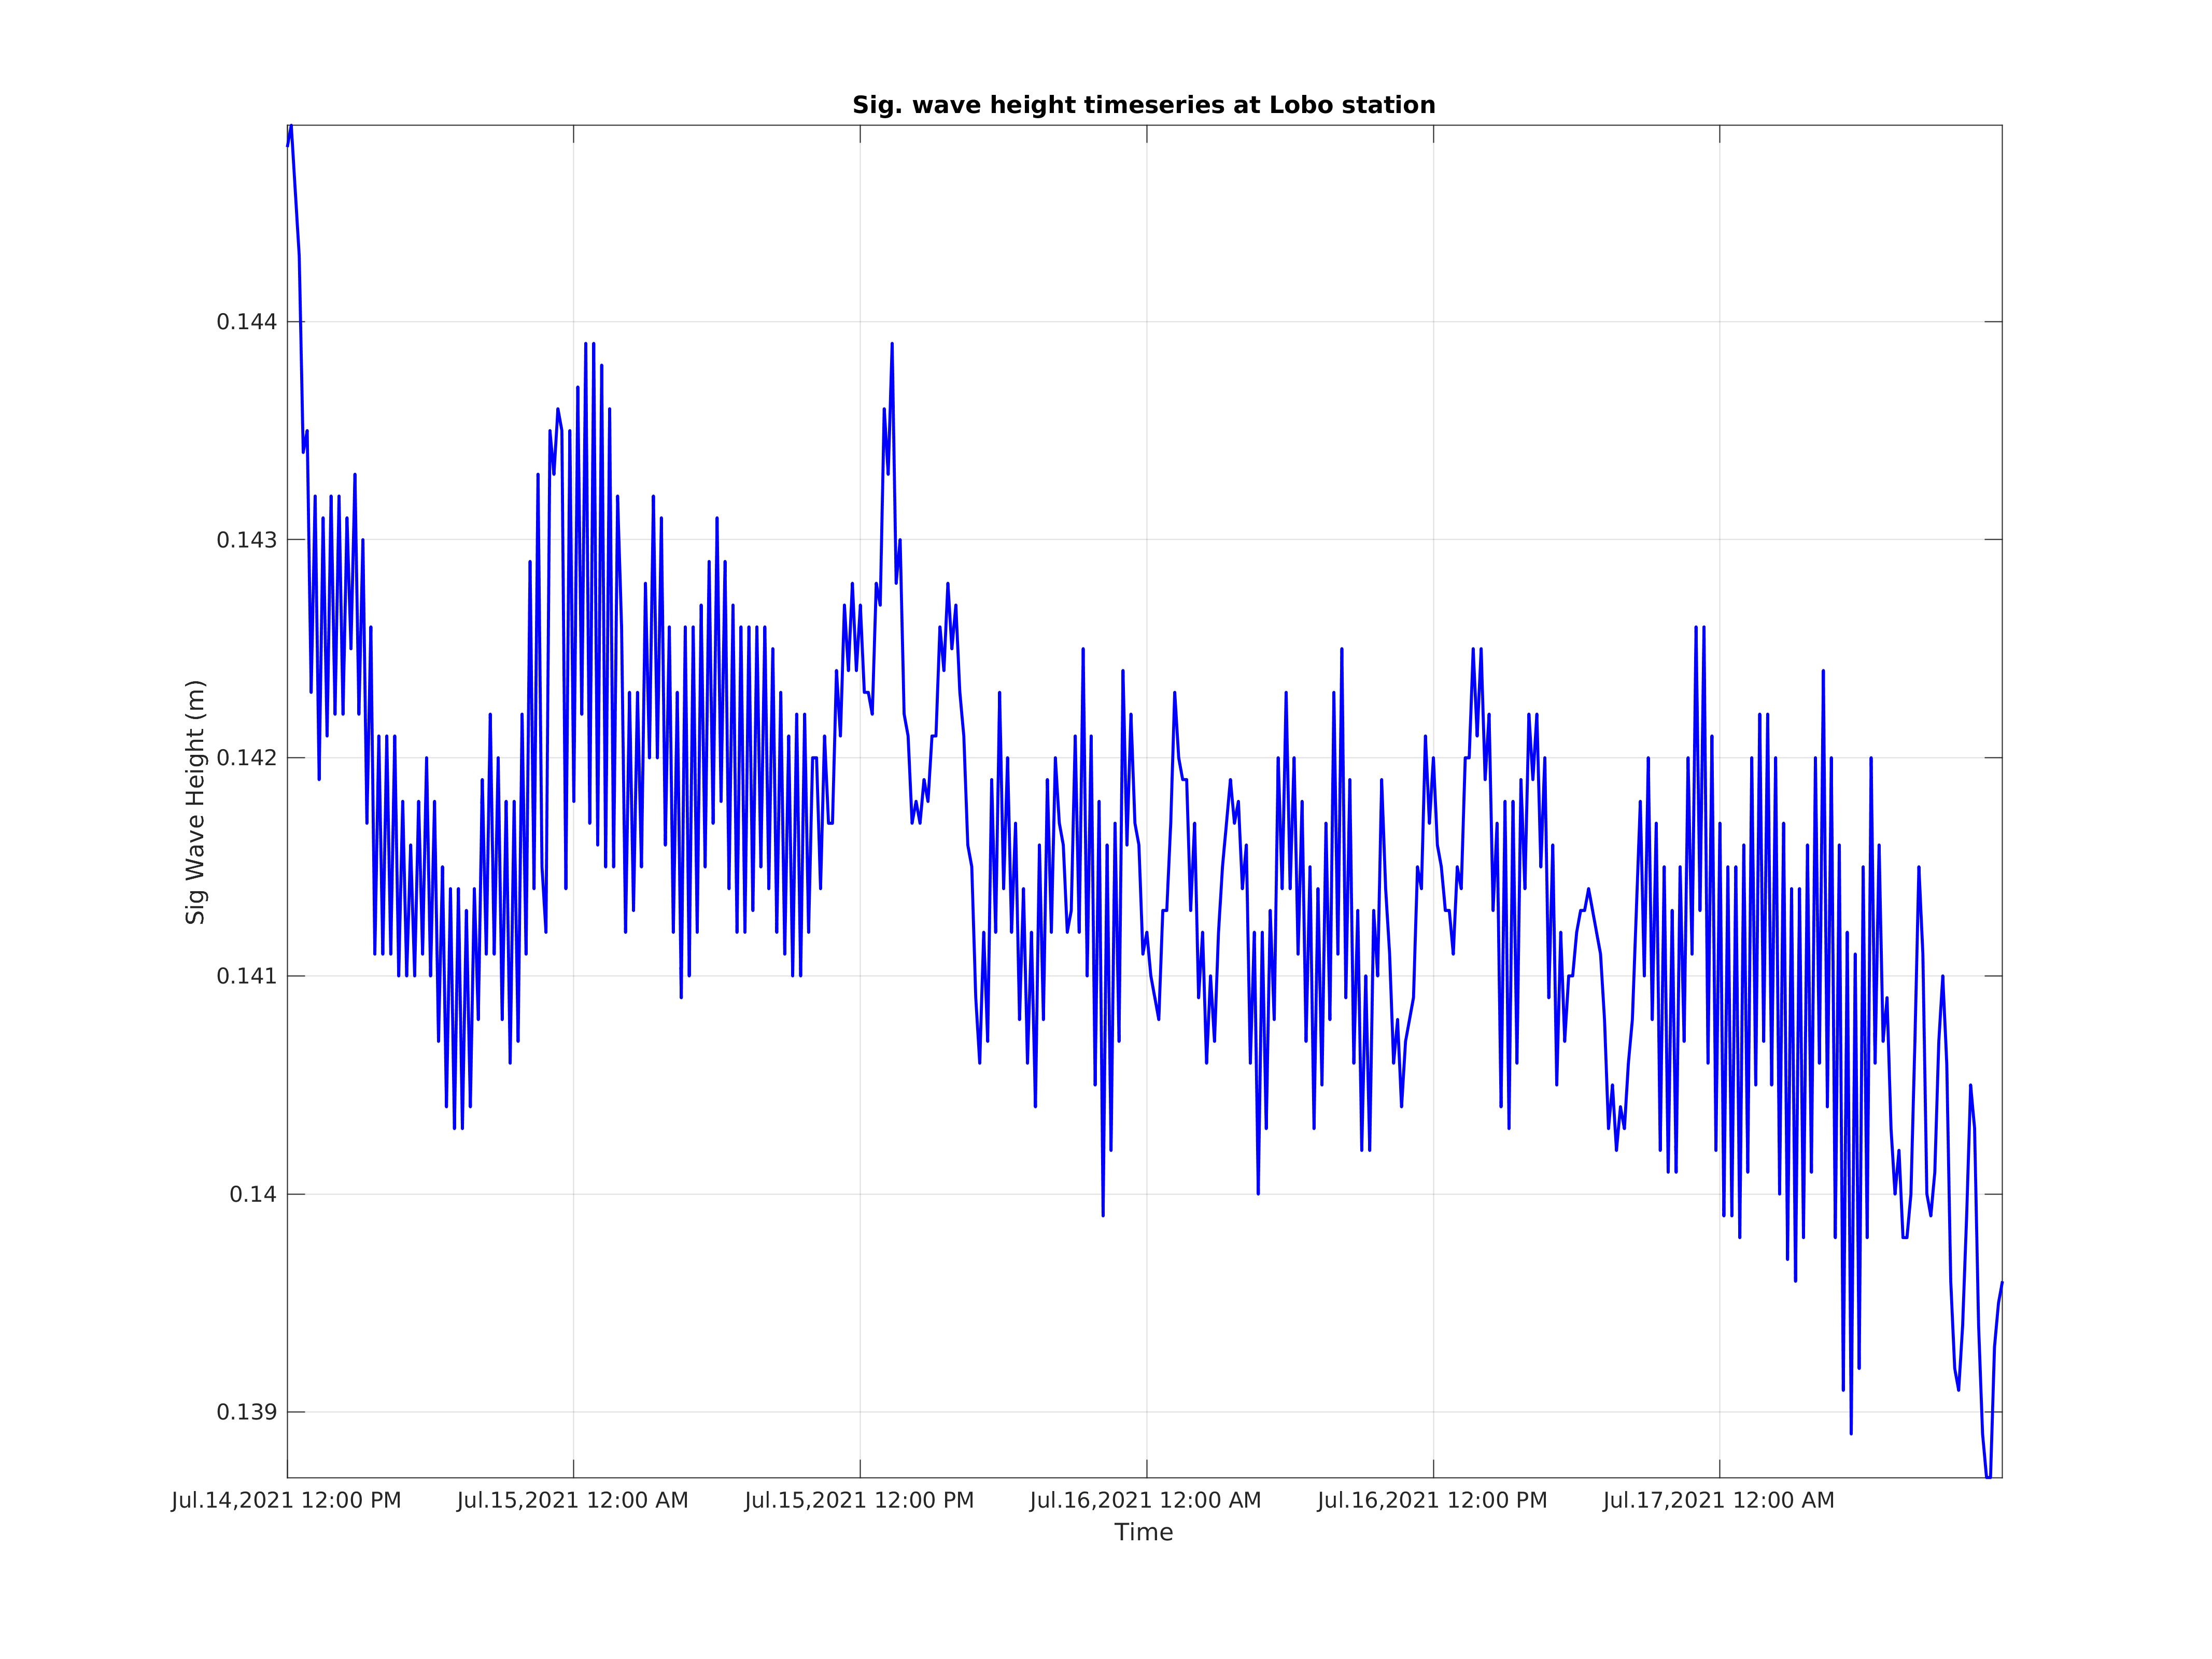 Sig. wave height timeseries at Lobo station
Sig Wave Height (m)
0.144
0.143
0.142
0.141
0.14
0.139
Jul.14,2021 12:00 PM Jul.15,2021 12:00 AM Jul.15,2021 12:00 PM Jul.16,2021 12:00 AM Jul.16,2021 12:00 PM Jul.17,2021 12:00 AM
Time